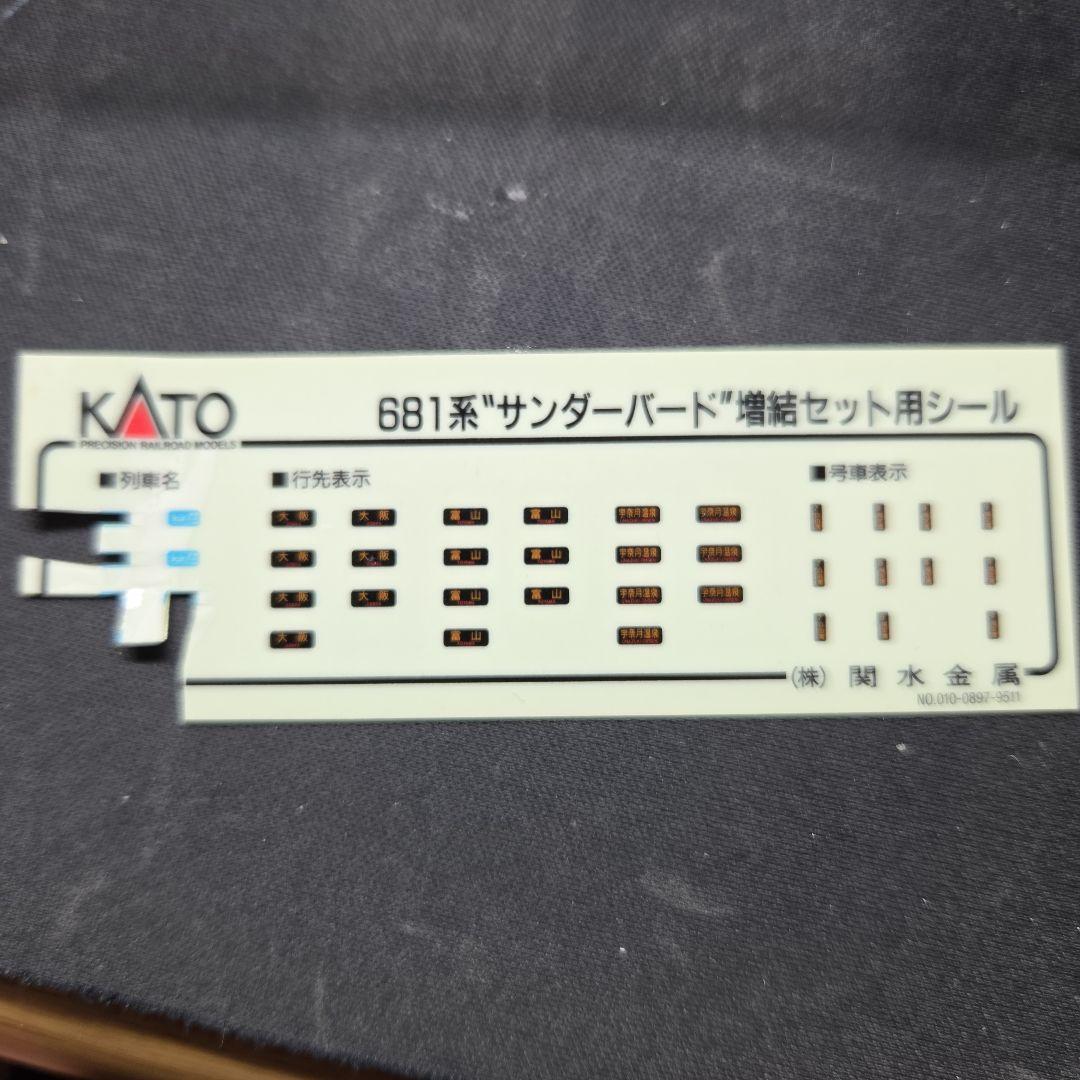 KATO
PRECISION RAILROAD MODELS
681系"サンダーバード"増結セット用シール
■列車名
■行先表示
■号車表示
大阪 大阪 富山 富山 宇奈月温泉 宇奈月温泉
大阪 大阪 富山 富山 宇奈月温泉 宇奈月温泉
大阪 大阪 富山 富山 宇奈月温泉 宇奈月温泉
大阪 富山 宇奈月温泉
(株) 関水金属
NO.010-0897-9511